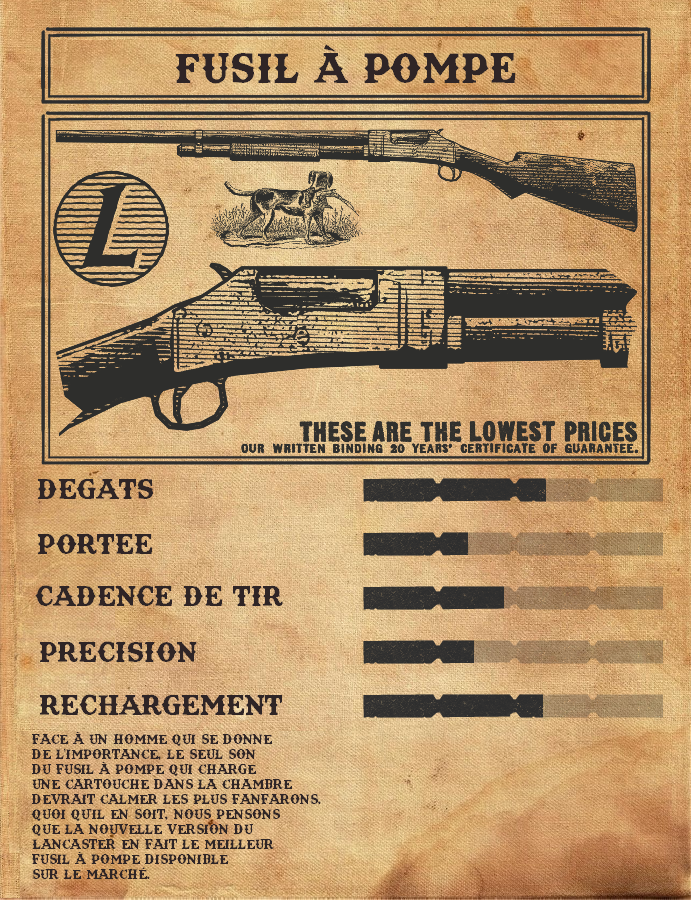 FUSIL À POMPE
L
THESE ARE THE LOWEST PRICES
OUR WRITTEN BINDING 20 YEARS' CERTIFICATE OF GUARANTEE.
DEGATS
PORTEE
CADENCE DE TIR
PRECISION
RECHARGEMENT
FACE À UN HOMME QUI SE DONNE
DE L'IMPORTANCE, LE SEUL SON
DU FUSIL À POMPE QUI CHARGE
UNE CARTOUCHE DANS LA CHAMBRE
DEVRAIT CALMER LES PLUS FANFARONS.
QUOI QUIL EN SOIT, NOUS PENSONS
QUE LA NOUVELLE VERSION DU
LANCASTER EN FAIT LE MEILLEUR
FUSIL À POMPE DISPONIBLE
SUR LE MARCHÉ.